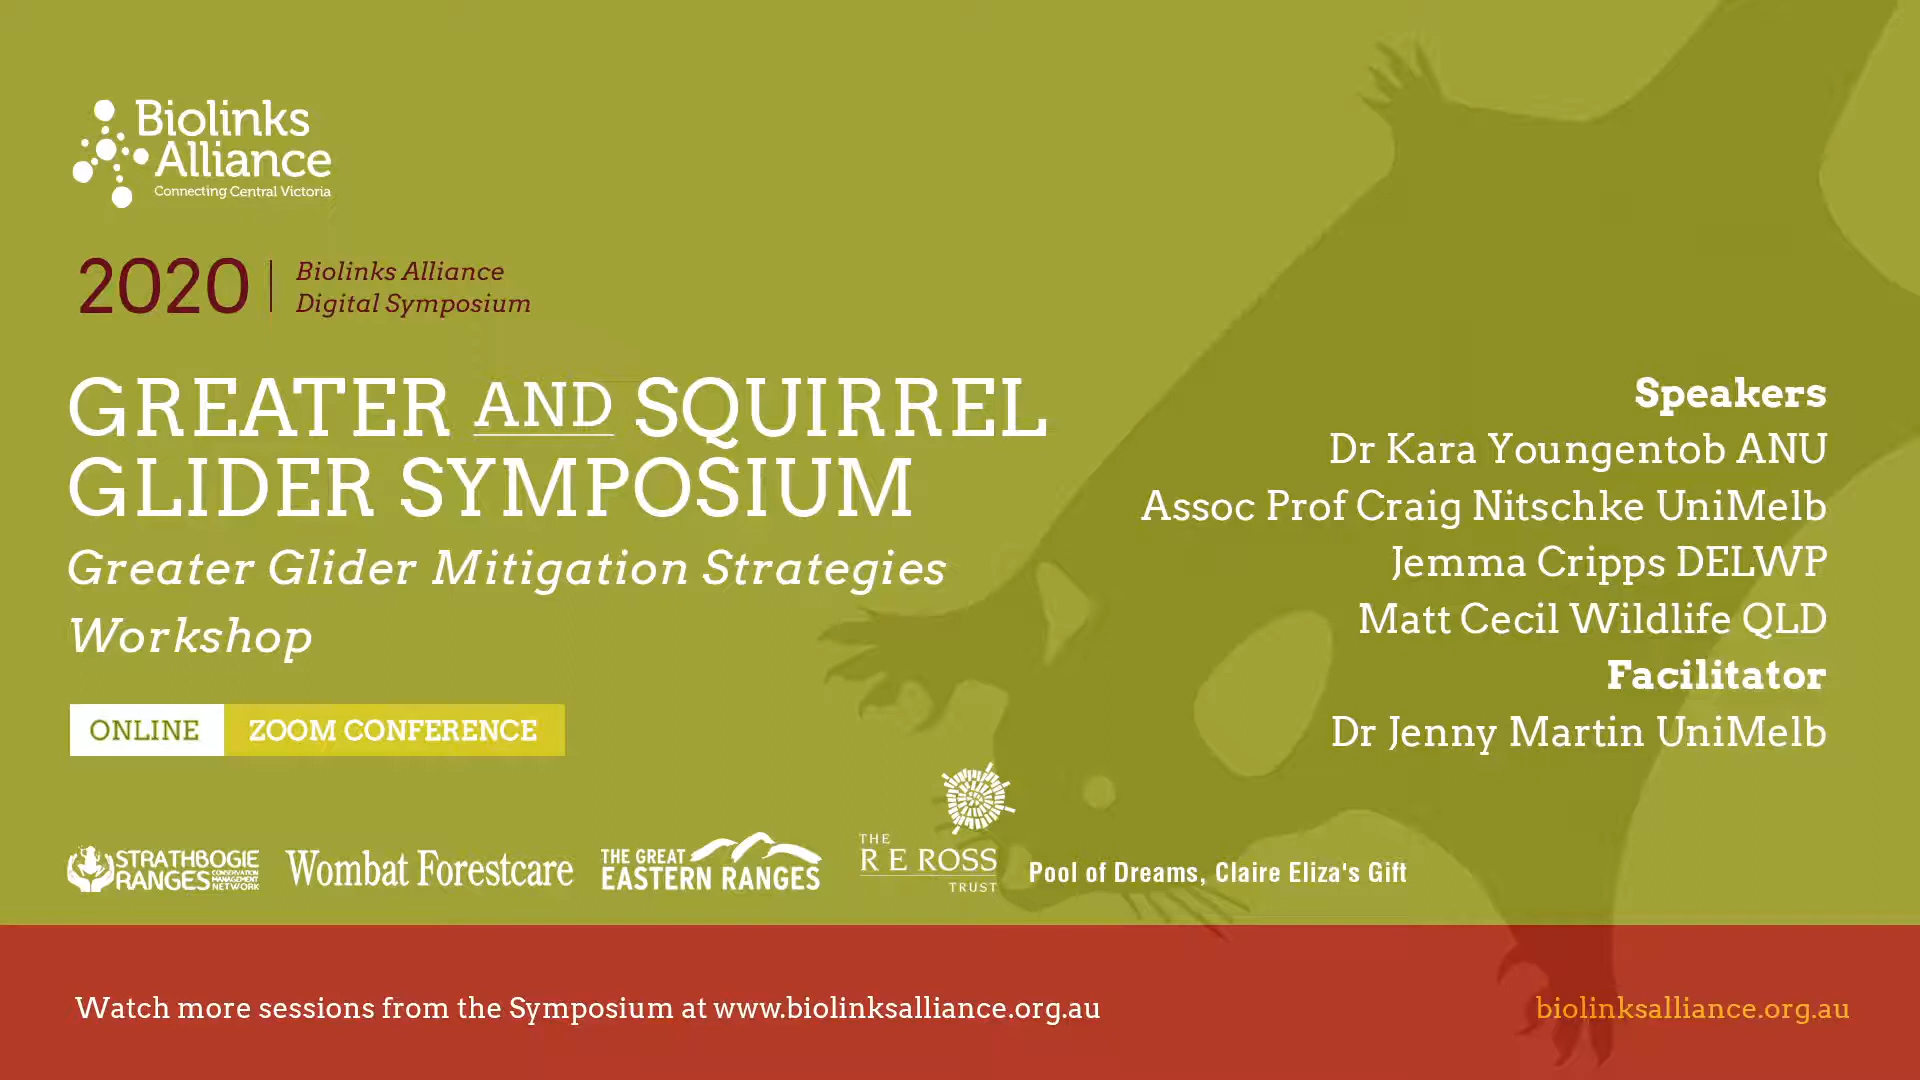 Biolinks
Alliance
Connecting Central Victoria
2020
Biolinks Alliance
Digital Symposium
GREATER AND SQUIRREL
GLIDER SYMPOSIUM
Greater Glider Mitigation Strategies
Workshop
ONLINE
ZOOM CONFERENCE
Speakers
Dr Kara Youngentob ANU
Assoc Prof Craig Nitschke UniMelb
Jemma Cripps DELWP
Matt Cecil Wildlife QLD
Facilitator
Dr Jenny Martin UniMelb
STRATHBOGIE
RANGES
CONSERVATION
MANAGEMENT
NETWORK
Wombat Forestcare
THE GREAT
EASTERN RANGES
THE
R E ROSS
TRUST
Pool of Dreams, Claire Eliza's Gift
Watch more sessions from the Symposium at www.biolinksalliance.org.au
biolinksalliance.org.au